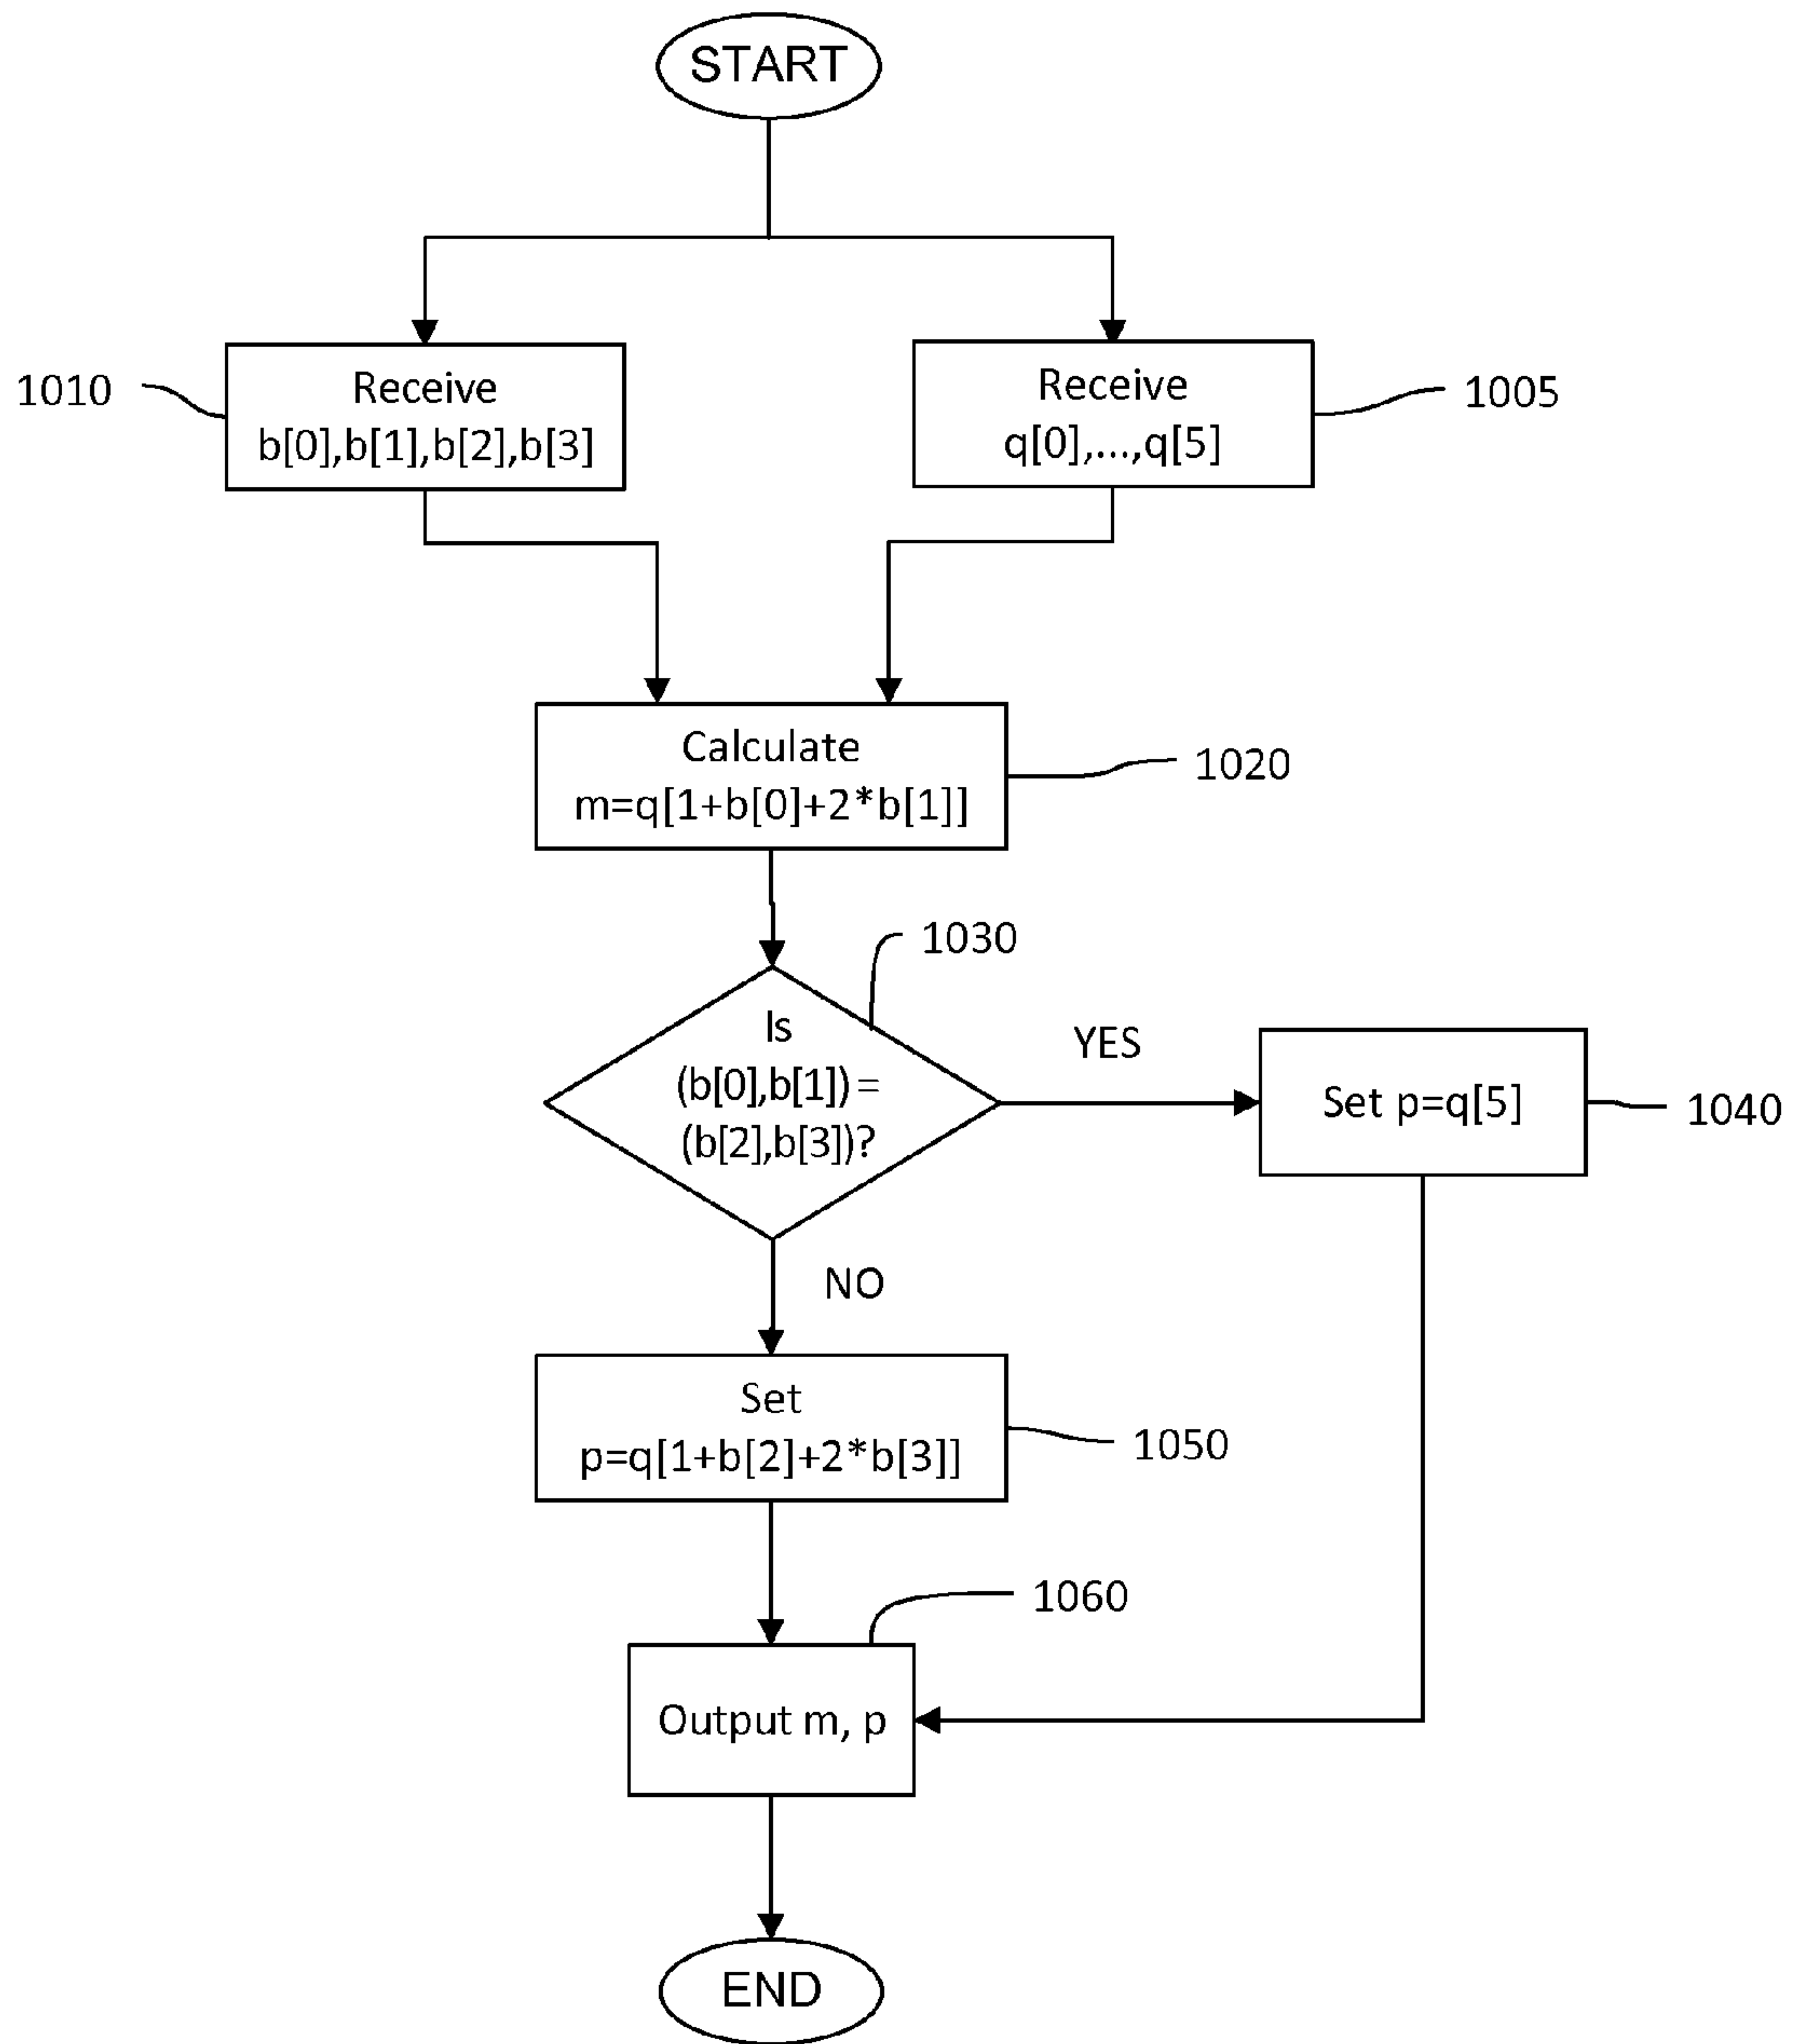 START
1010
Receive
b[0],b[1],b[2],b[3]
Receive
q[0],...,q[5]
1005
Calculate
m=q[1+b[0]+2*b[1]]
1020
1030
Is
(b[0],b[1]) =
(b[2],b[3])?
YES
Set p=q[5]
1040
NO
Set
p=q[1+b[2]+2*b[3]]
1050
1060
Output m, p
END